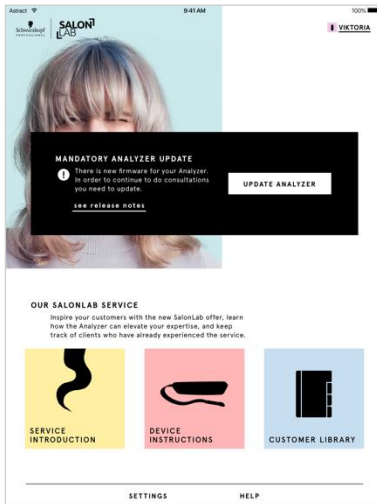 Astract 9:41 AM 100%
Schwarzkopf
PROFESSIONAL
SALON
LAB
VIKTORIA
MANDATORY ANALYZER UPDATE
There is new firmware for your Analyzer.
In order to continue to do consultations
you need to update.
see release notes
UPDATE ANALYZER
OUR SALONLAB SERVICE
Inspire your customers with the new SalonLab offer, learn
how the Analyzer can elevate your expertise, and keep
track of clients who have already experienced the service.
SERVICE
INTRODUCTION
DEVICE
INSTRUCTIONS
CUSTOMER LIBRARY
SETTINGS HELP